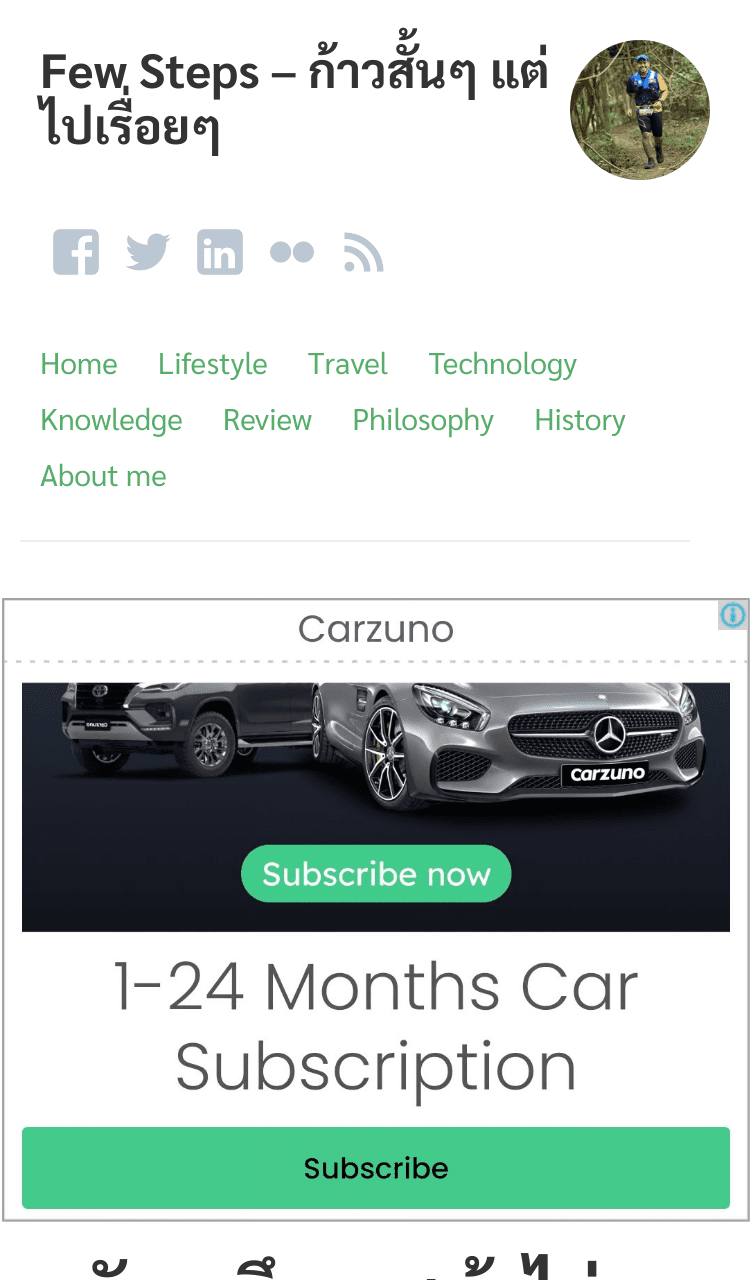 Few Steps – ก้าวสั้นๆ แต่
ไปเรื่อยๆ
Home Lifestyle Travel Technology
Knowledge Review Philosophy History
About me
Carzuno
Carzuno
Subscribe now
1-24 Months Car
Subscription
Subscribe